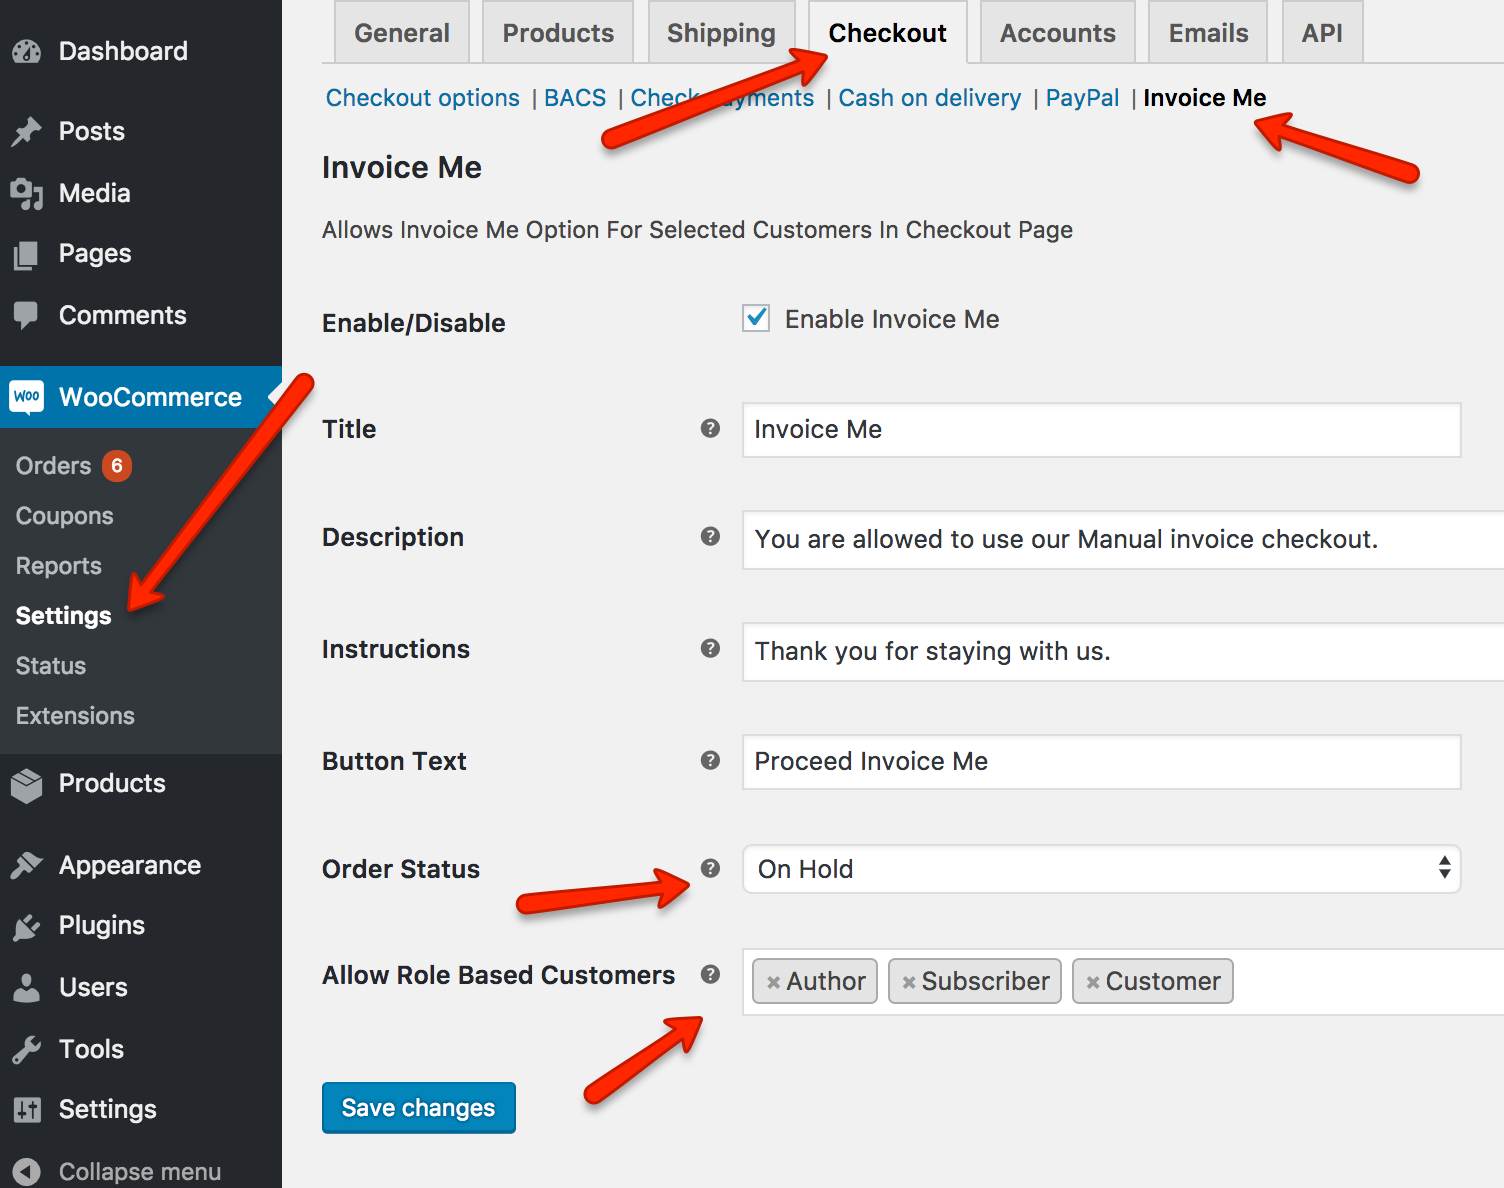 Dashboard
Posts
Media
Pages
Comments
Woo WooCommerce
Orders 6
Coupons
Reports
Settings
Status
Extensions
Products
Appearance
Plugins
Users
Tools
Settings
Collapse menu
General Products Shipping Checkout Accounts Emails API
Checkout options | BACS | Check payments | Cash on delivery | PayPal | Invoice Me
Invoice Me
Allows Invoice Me Option For Selected Customers In Checkout Page
Enable/Disable Enable Invoice Me
Title ? Invoice Me
Description ? You are allowed to use our Manual invoice checkout.
Instructions ? Thank you for staying with us.
Button Text ? Proceed Invoice Me
Order Status ? On Hold
Allow Role Based Customers ? × Author × Subscriber × Customer
Save changes